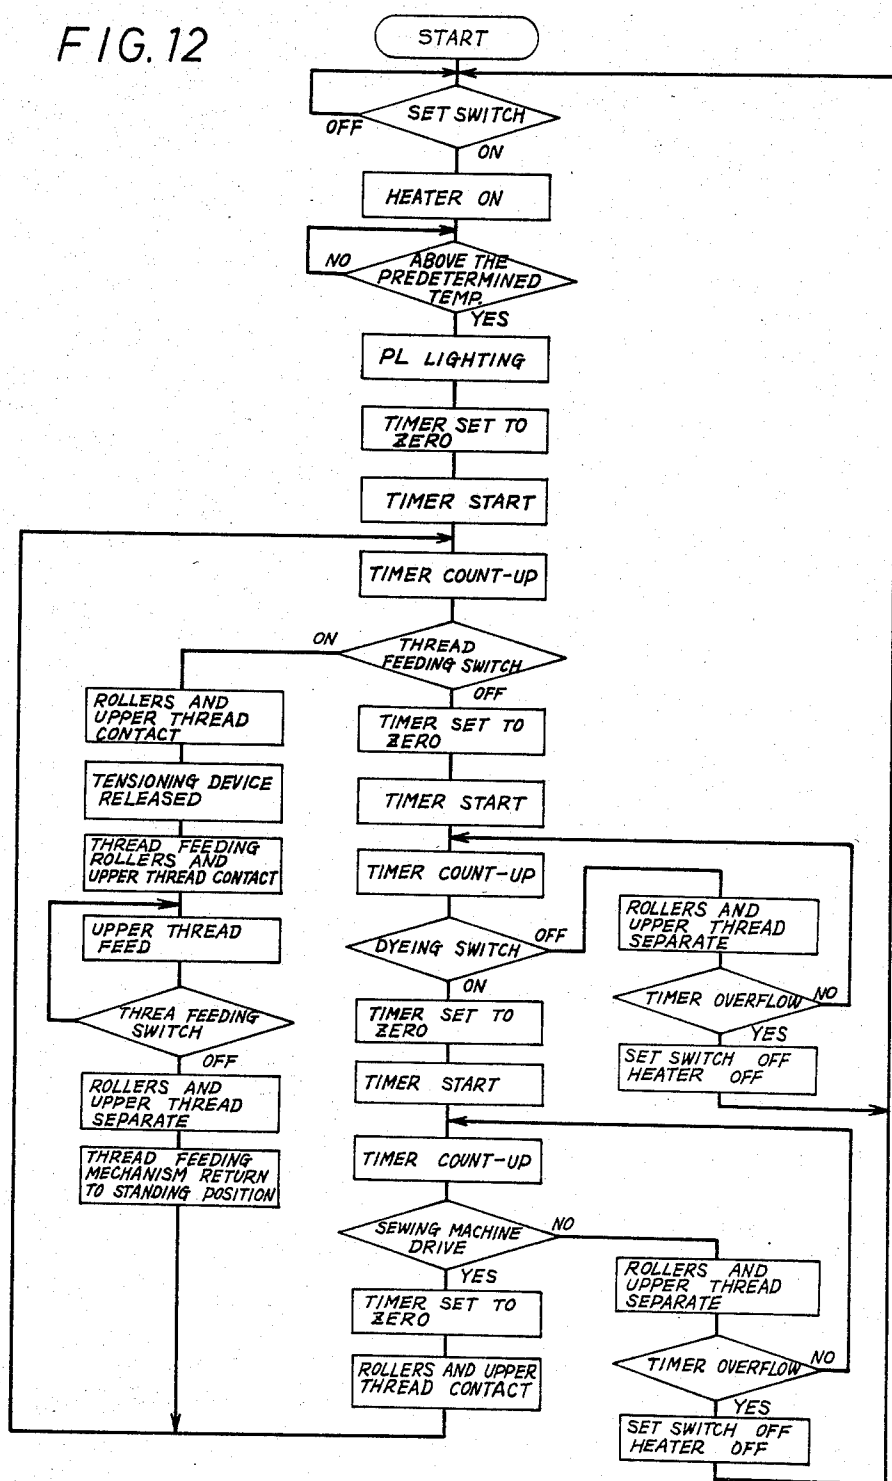 FIG. 12
START
SET SWITCH
OFF
ON
HEATER ON
NO
ABOVE THE
PREDETERMINED
TEMP.
YES
PL LIGHTING
TIMER SET TO
ZERO
TIMER START
TIMER COUNT-UP
ON
THREAD
FEEDING SWITCH
OFF
ROLLERS AND
UPPER THREAD
CONTACT
TENSIONING DEVICE
RELEASED
THREAD FEEDING
ROLLERS AND
UPPER THREAD CONTACT
UPPER THREAD
FEED
THREA FEEDING
SWITCH
OFF
ROLLERS AND
UPPER THREAD
SEPARATE
THREAD FEEDING
MECHANISM RETURN
TO STANDING POSITION
TIMER SET TO
ZERO
TIMER START
TIMER COUNT-UP
DYEING SWITCH
OFF
ON
ROLLERS AND
UPPER THREAD
SEPARATE
TIMER OVERFLOW
NO
YES
SET SWITCH OFF
HEATER OFF
TIMER SET TO
ZERO
TIMER START
TIMER COUNT-UP
SEWING MACHINE
DRIVE
NO
YES
ROLLERS AND
UPPER THREAD
SEPARATE
TIMER OVERFLOW
NO
YES
SET SWITCH OFF
HEATER OFF
TIMER SET TO
ZERO
ROLLERS AND UPPER
THREAD CONTACT